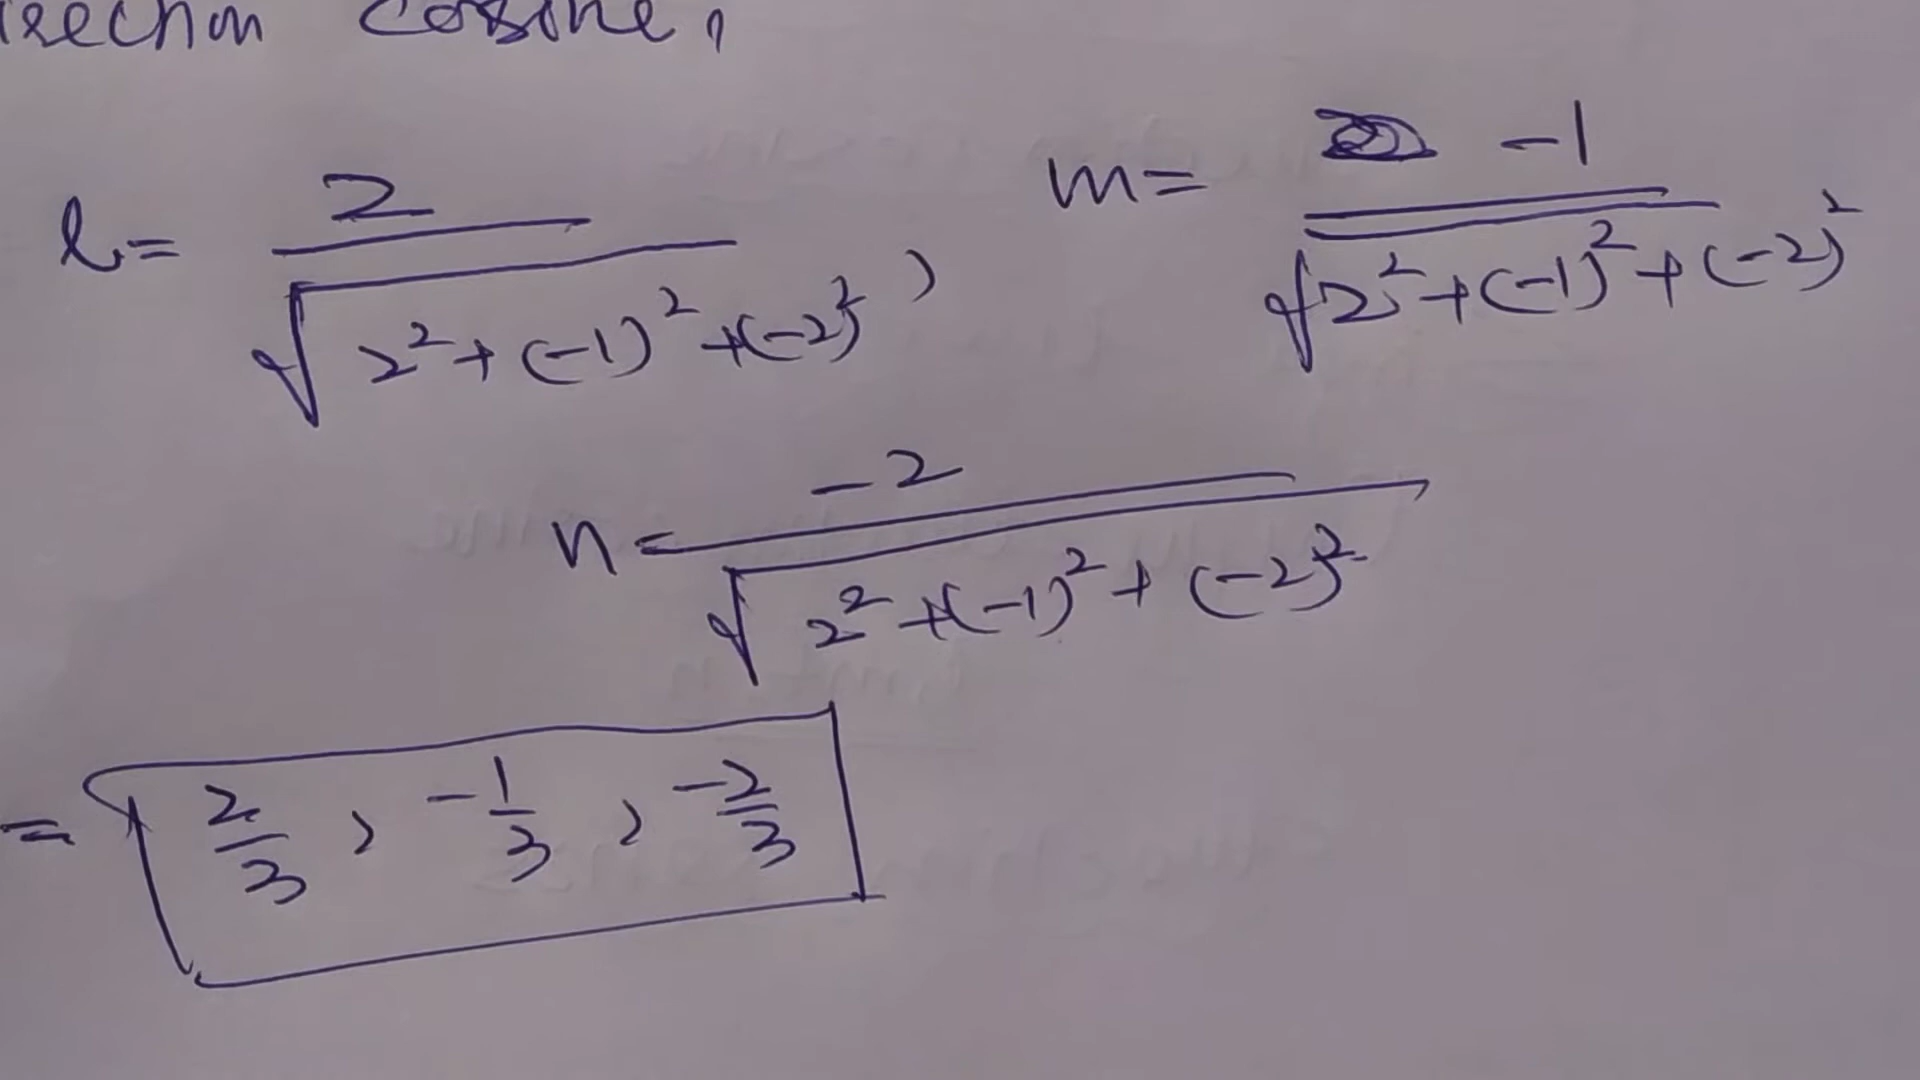 cosine,
l = 2 / √(2² + (-1)² + (-2)²) , m = -1 / √(2² + (-1)² + (-2)²)
n = -2 / √(2² + (-1)² + (-2)²)
= 2/3 , -1/3 , -2/3